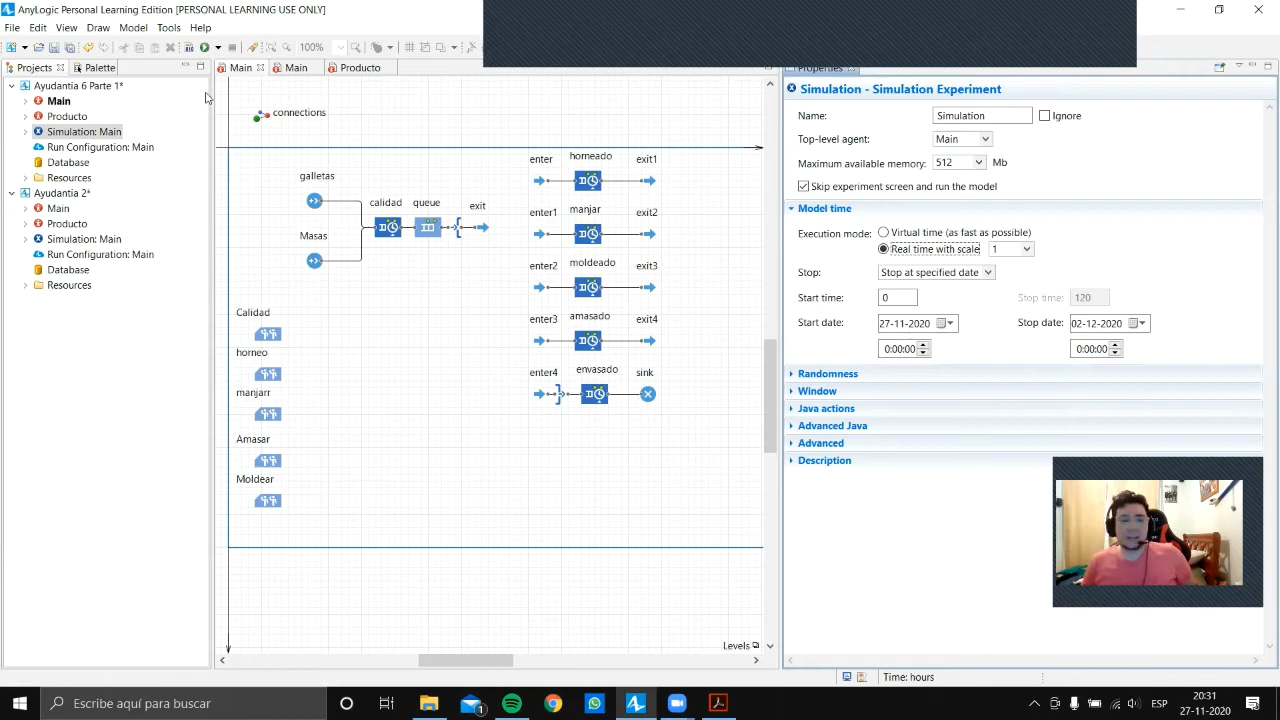 AnyLogic Personal Learning Edition [PERSONAL LEARNING USE ONLY]
File Edit View Draw Model Tools Help
100%
Projects Palette
Ayudantia 6 Parte 1*
Main
Producto
Simulation: Main
Run Configuration: Main
Database
Resources
Ayudantia 2*
Main
Producto
Simulation: Main
Run Configuration: Main
Database
Resources
Main Main Producto
connections
galletas
Masas
calidad queue exit
enter horneado exit1
enter1 manjar exit2
enter2 moldeado exit3
enter3 amasado exit4
enter4 envasado sink
Calidad
horneo
manjarr
Amasar
Moldear
Levels
Properties
Simulation - Simulation Experiment
Name: Simulation Ignore
Top-level agent: Main
Maximum available memory: 512 Mb
Skip experiment screen and run the model
Model time
Execution mode: Virtual time (as fast as possible)
Real time with scale 1
Stop: Stop at specified date
Start time: 0 Stop time: 120
Start date: 27-11-2020 Stop date: 02-12-2020
0:00:00 0:00:00
Randomness
Window
Java actions
Advanced Java
Advanced
Description
Time: hours
Escribe aquí para buscar
1
ESP
20:31
27-11-2020